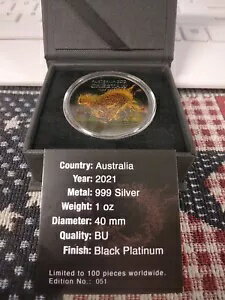 Country: Australia
Year: 2021
Metal: 999 Silver
Weight: 1 oz
Diameter: 40 mm
Quality: BU
Finish: Black Platinum
Limited to 100 pieces worldwide.
Edition No.: 051